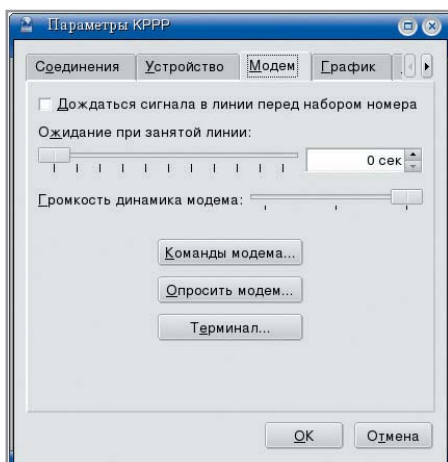 Параметры KPPP
Соединения Устройство Модем График
Дождаться сигнала в линии перед набором номера
Ожидание при занятой линии:
0 сек
Громкость динамика модема:
Команды модема...
Опросить модем...
Терминал...
OK Отмена